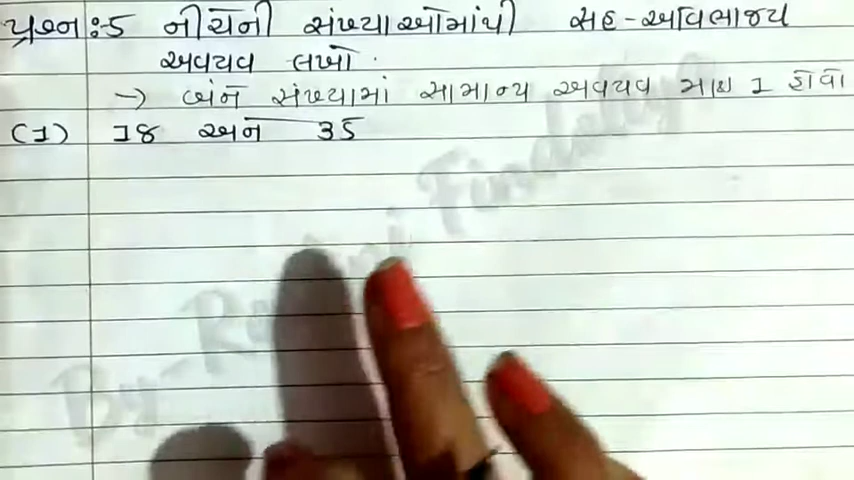 પ્રશ્ન:-5 નીચેની સંખ્યાઓમાંથી સહ-અવિભાજ્ય
અવયવ લખો.
→ બંને સંખ્યામાં સામાન્ય અવયવ માત્ર 1 હોવો
(1) 18 અને 35